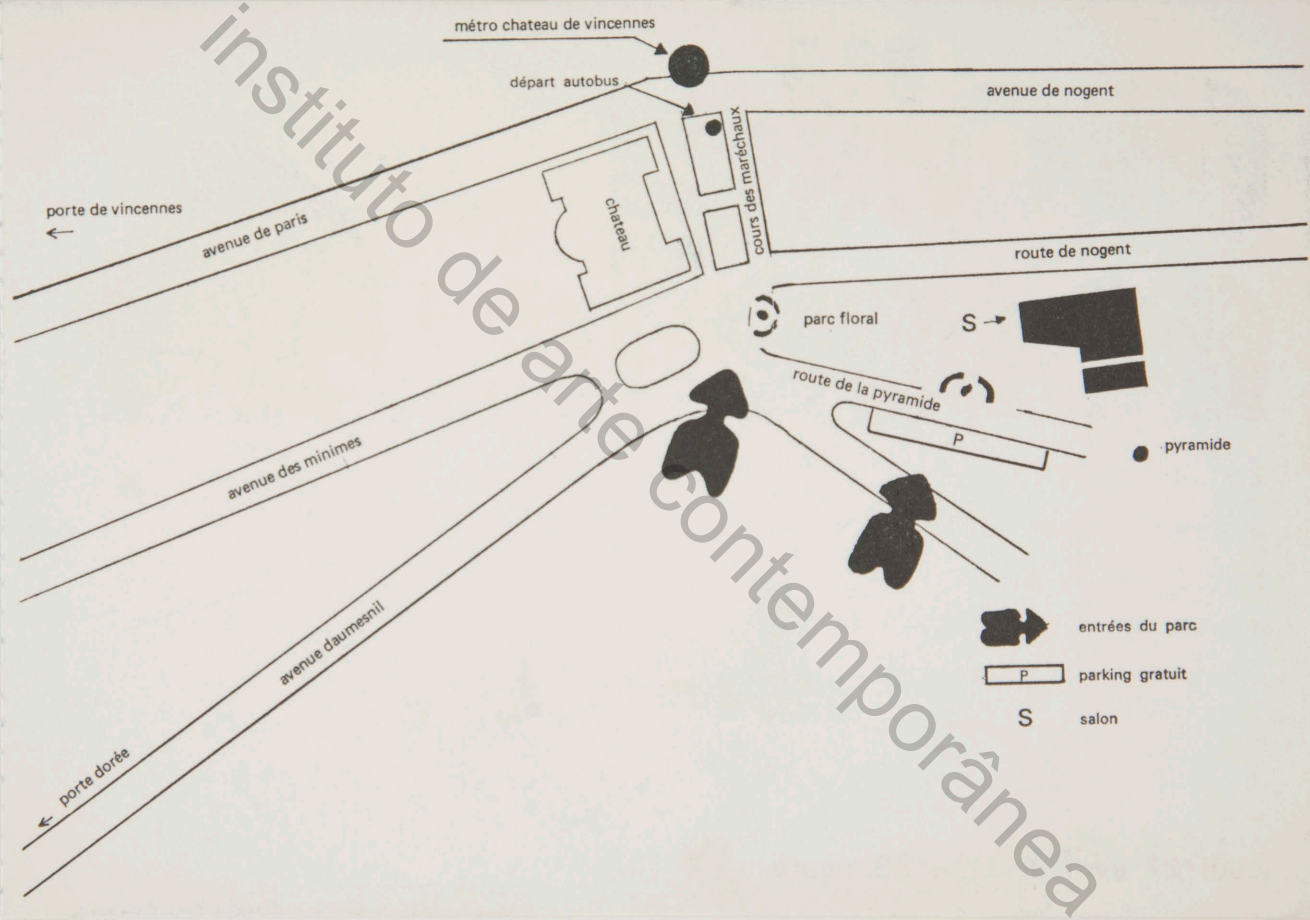 métro chateau de vincennes
départ autobus
avenue de nogent
cours des maréchaux
porte de vincennes
avenue de paris
chateau
route de nogent
parc floral
S
route de la pyramide
P
pyramide
avenue des minimes
avenue daumesnil
porte dorée
entrées du parc
P
parking gratuit
S
salon
instituto de arte contemporânea